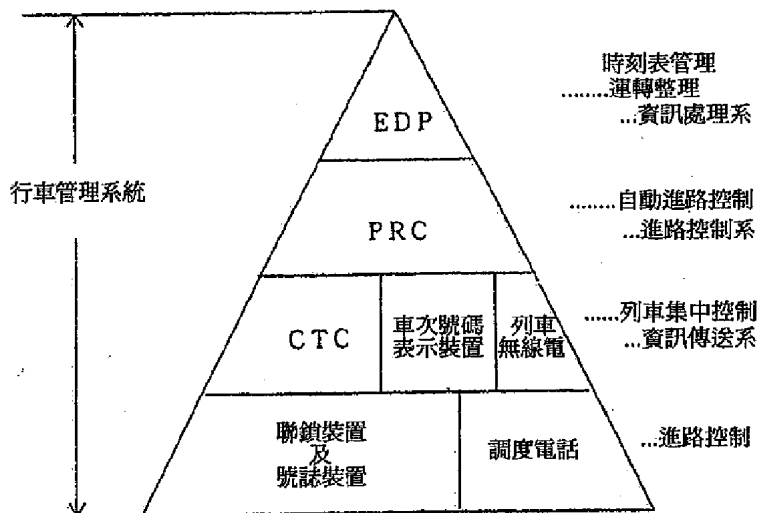 時刻表管理
........運轉整理
...資訊處理系
EDP
行車管理系統
........自動進路控制
...進路控制系
PRC
CTC
車次號碼
表示裝置
列車
無線電
......列車集中控制
...資訊傳送系
聯鎖裝置
及
號誌裝置
調度電話
...進路控制